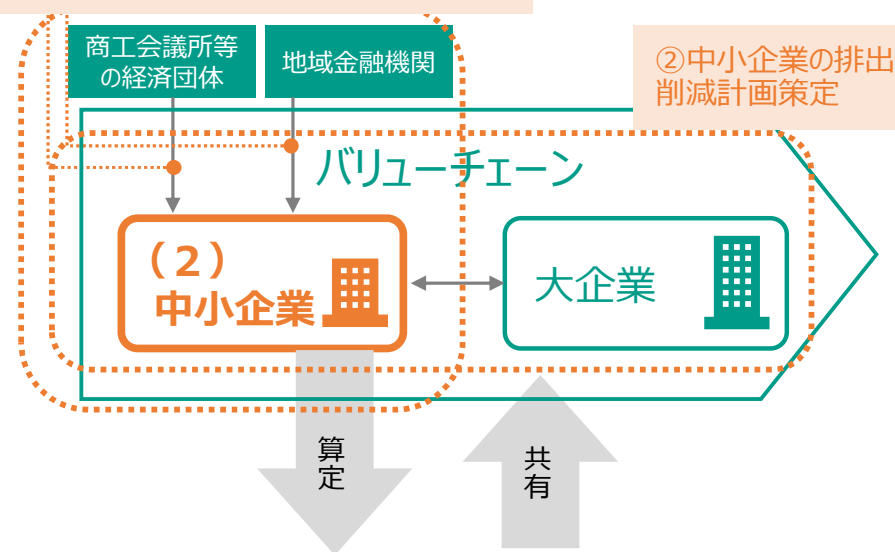 商工会議所等
の経済団体
地域金融機関
②中小企業の排出
削減計画策定
バリューチェーン
（２）
中小企業
大企業
算定
共有